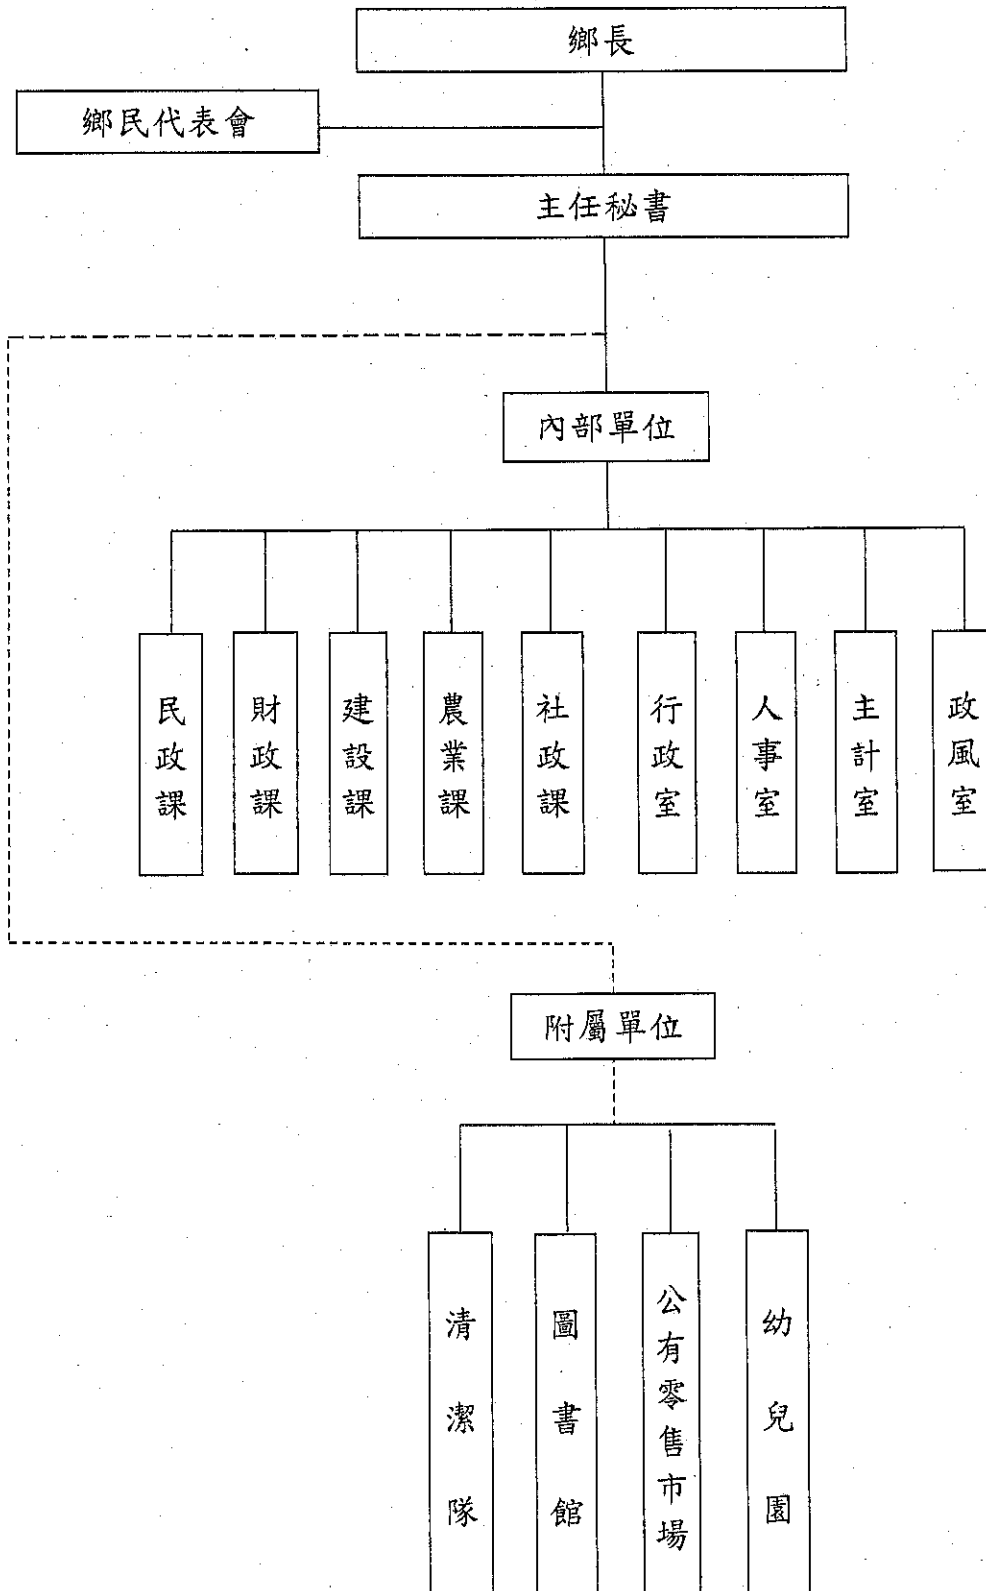 鄉長
鄉民代表會
主任秘書
內部單位
民政課
財政課
建設課
農業課
社政課
行政室
人事室
主計室
政風室
附屬單位
清潔隊
圖書館
公有零售市場
幼兒園